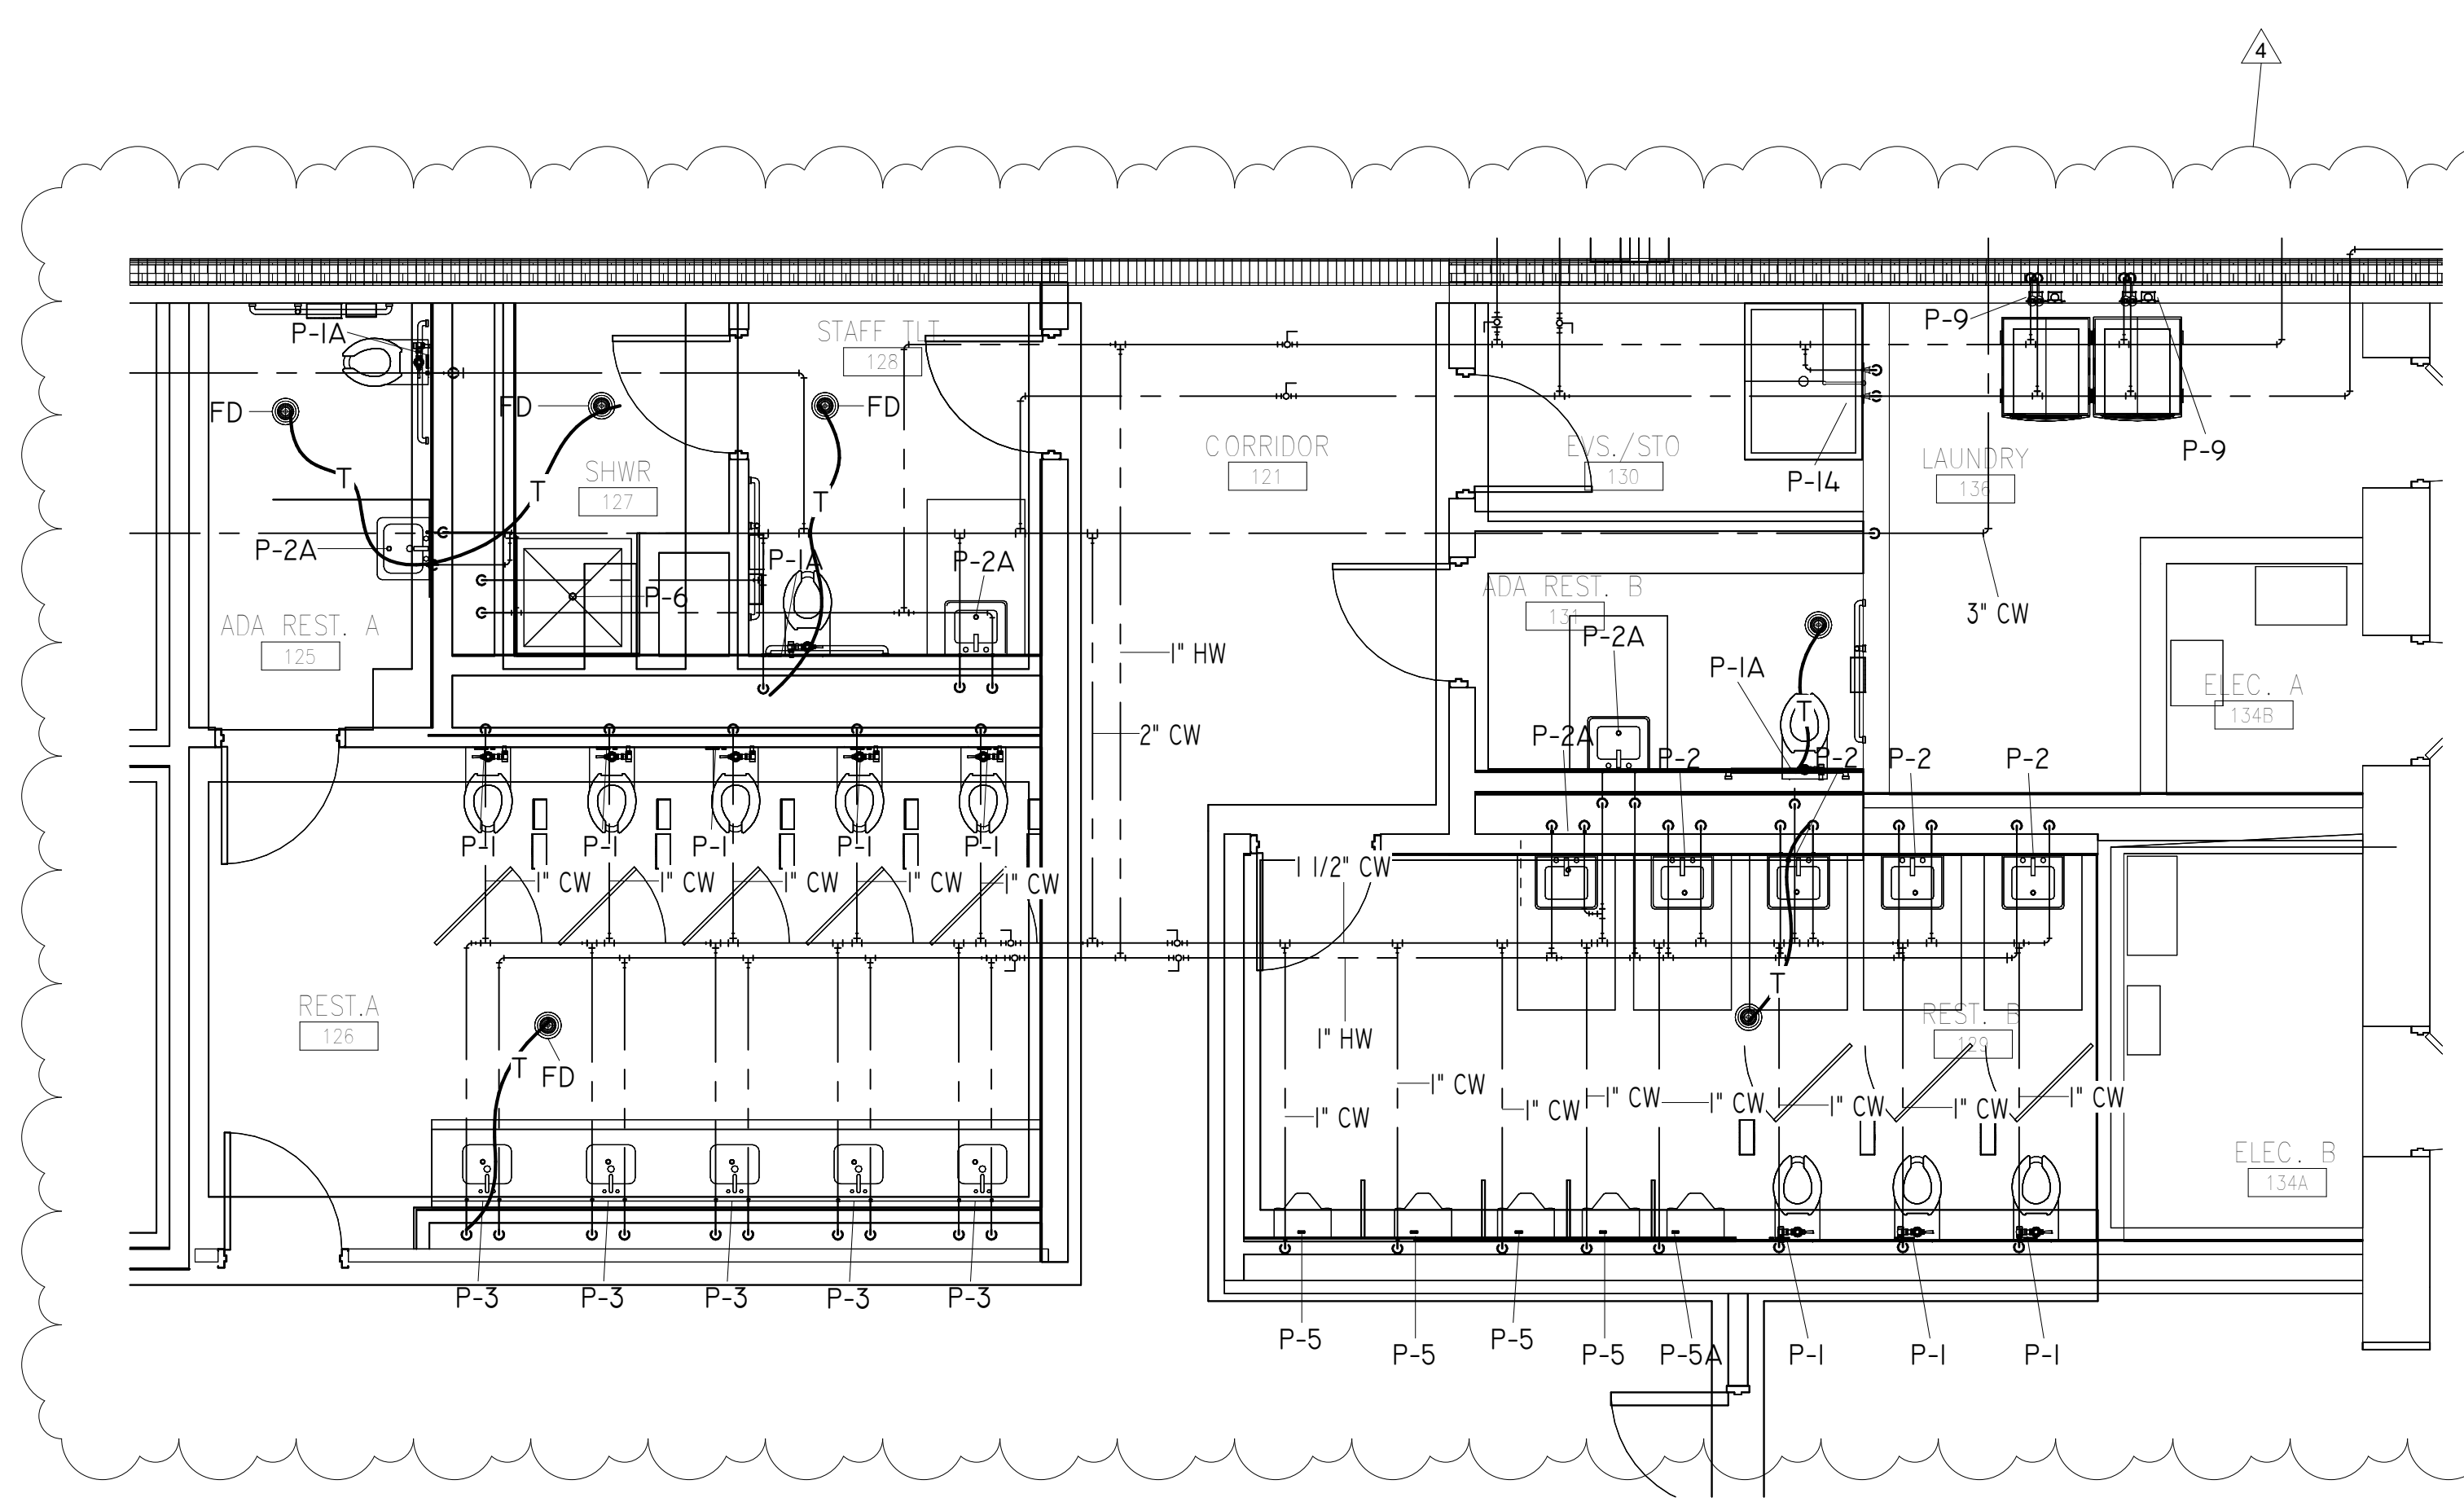 4
P-1A
STAFF TLT.
128
P-9
FD
FD
FD
CORRIDOR
121
EVS./STO
130
P-9
LAUNDRY
136
SHWR
127
P-14
T
T
T
P-2A
P-1A
P-2A
P-6
ADA REST. B
131
3" CW
ADA REST. A
125
P-2A
1" HW
P-1A
ELEC. A
134B
T
2" CW
P-2A
P-2
P-2
P-2
P-2
P-1
P-1
P-1
P-1
P-1
1" CW
1" CW
1" CW
1" CW
1" CW
1 1/2" CW
T
REST.A
126
REST. B
129
1" HW
T
FD
1" CW
1" CW
1" CW
1" CW
1" CW
1" CW
1" CW
1" CW
ELEC. B
134A
P-3
P-3
P-3
P-3
P-3
P-5
P-5
P-5
P-5
P-5A
P-1
P-1
P-1